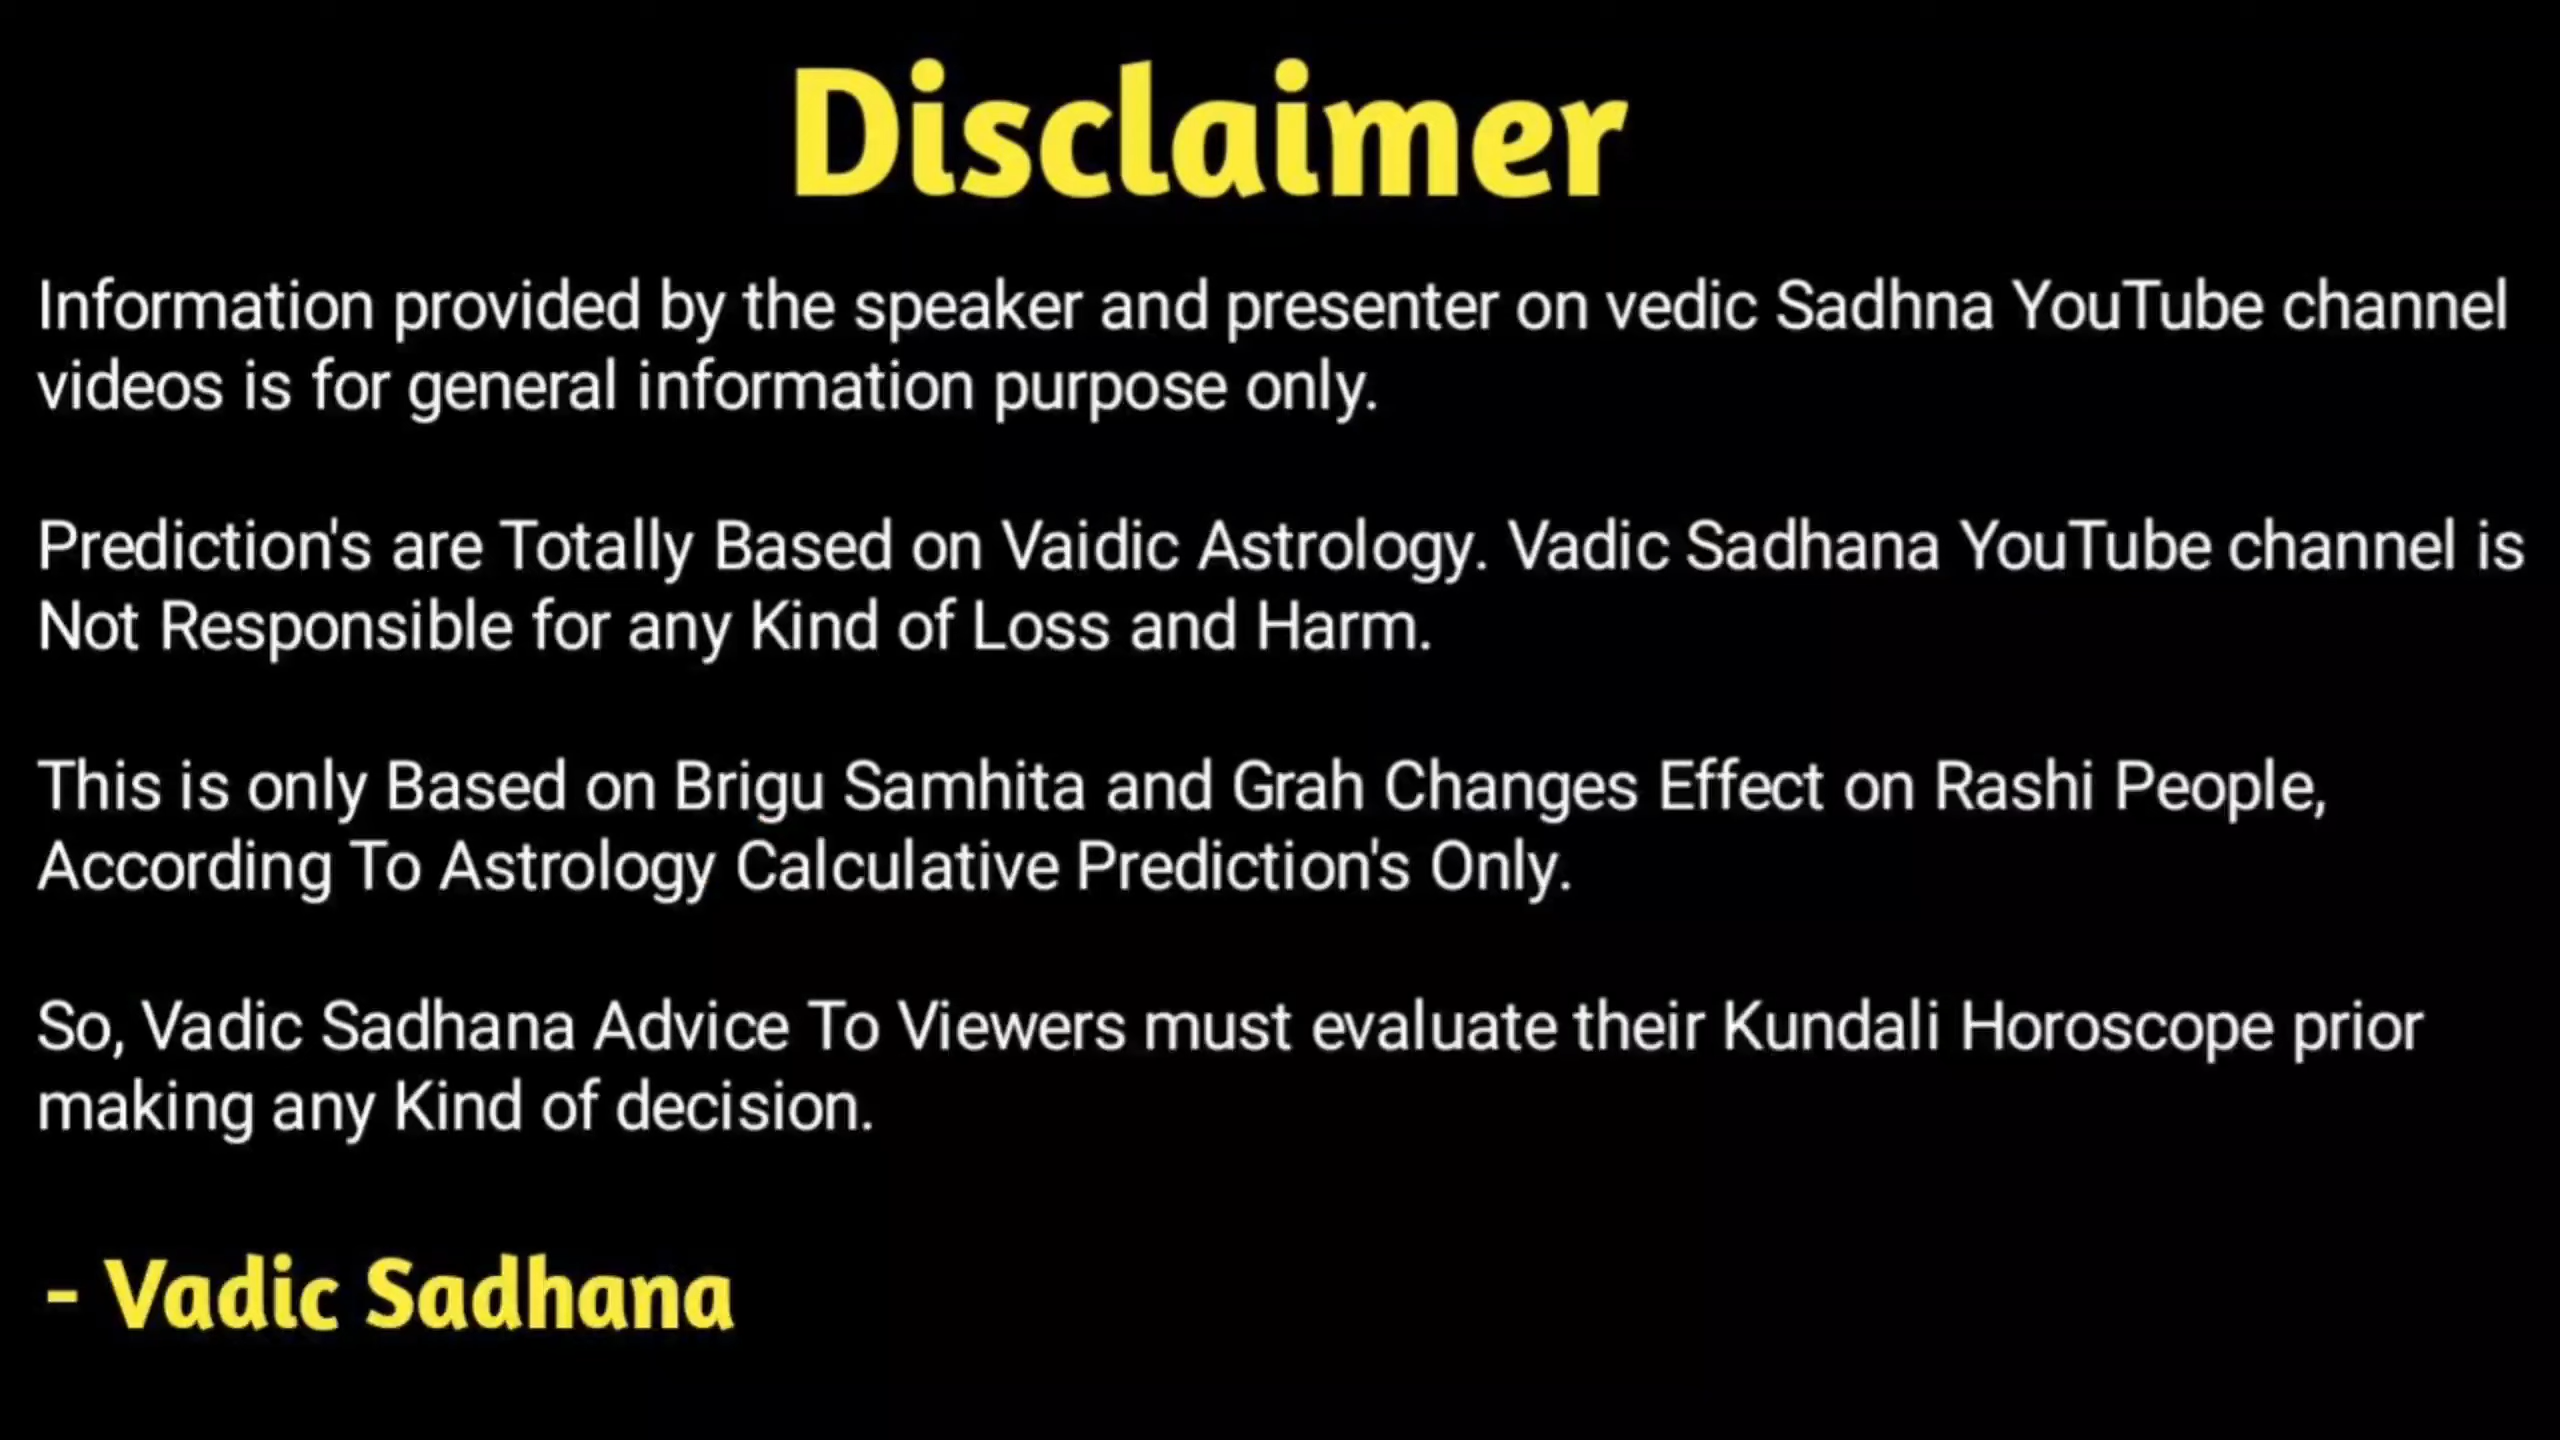 Disclaimer
Information provided by the speaker and presenter on vedic Sadhna YouTube channel
videos is for general information purpose only.
Prediction's are Totally Based on Vaidic Astrology. Vadic Sadhana YouTube channel is
Not Responsible for any Kind of Loss and Harm.
This is only Based on Brigu Samhita and Grah Changes Effect on Rashi People,
According To Astrology Calculative Prediction's Only.
So, Vadic Sadhana Advice To Viewers must evaluate their Kundali Horoscope prior
making any Kind of decision.
- Vadic Sadhana